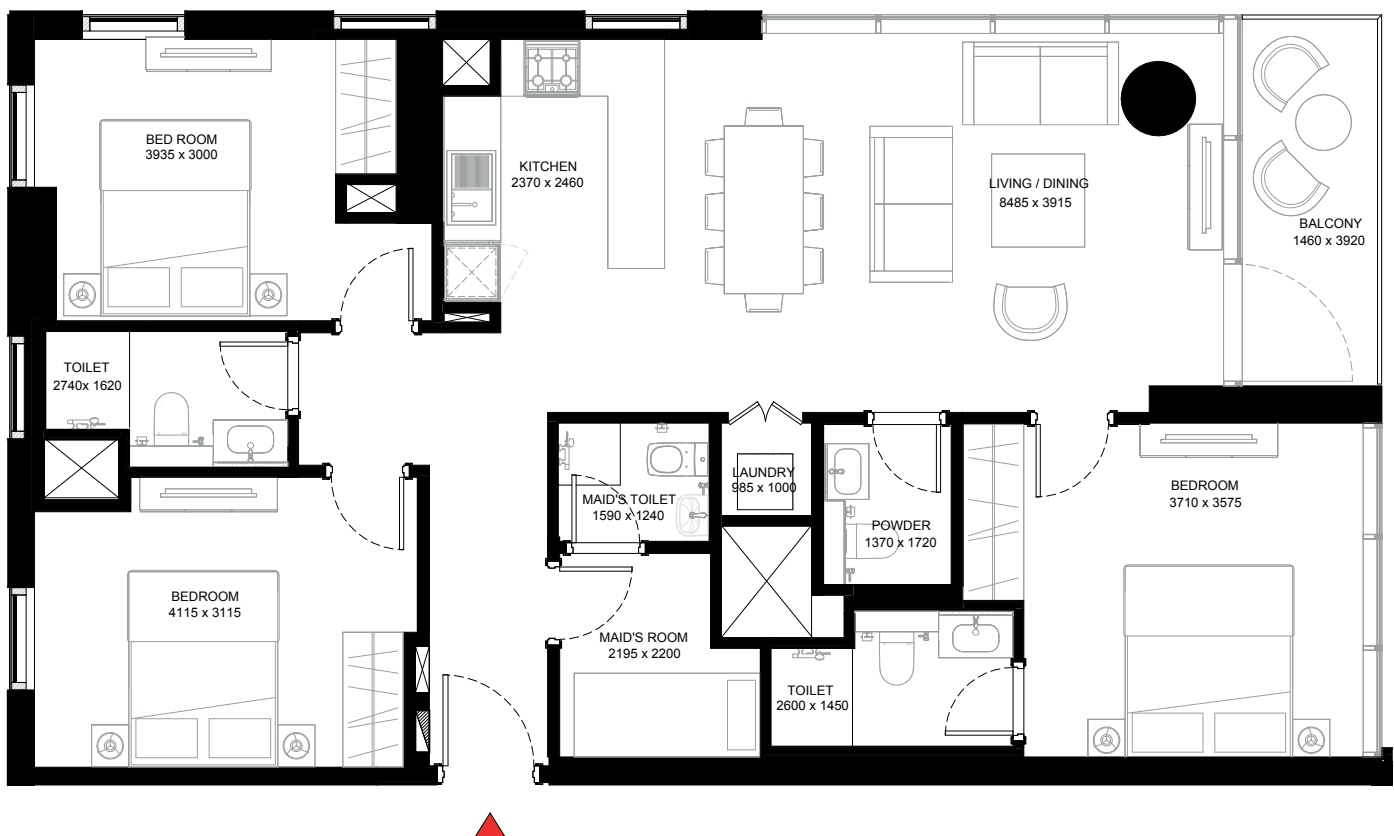 BED ROOM
3935 x 3000
KITCHEN
2370 x 2460
LIVING / DINING
8485 x 3915
BALCONY
1460 x 3920
TOILET
2740x 1620
MAID'S TOILET
1590 x 1240
LAUNDRY
985 x 1000
POWDER
1370 x 1720
BEDROOM
3710 x 3575
BEDROOM
4115 x 3115
MAID'S ROOM
2195 x 2200
TOILET
2600 x 1450